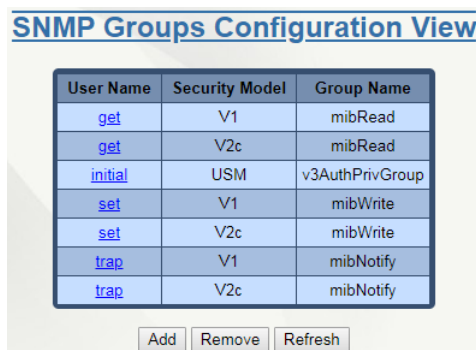 SNMP Groups Configuration View
User Name Security Model Group Name
get V1 mibRead
get V2c mibRead
initial USM v3AuthPrivGroup
set V1 mibWrite
set V2c mibWrite
trap V1 mibNotify
trap V2c mibNotify
Add Remove Refresh